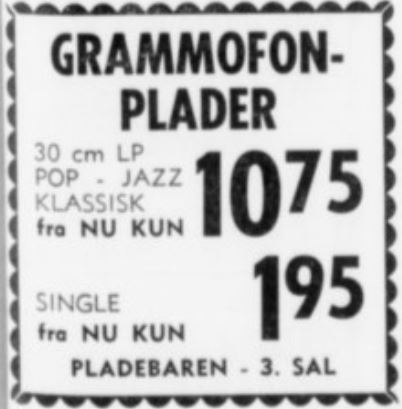 GRAMMOFON-
PLADER
30 cm LP
POP - JAZZ
KLASSISK
fra NU KUN 1075
SINGLE
fra NU KUN 195
PLADEBAREN - 3. SAL